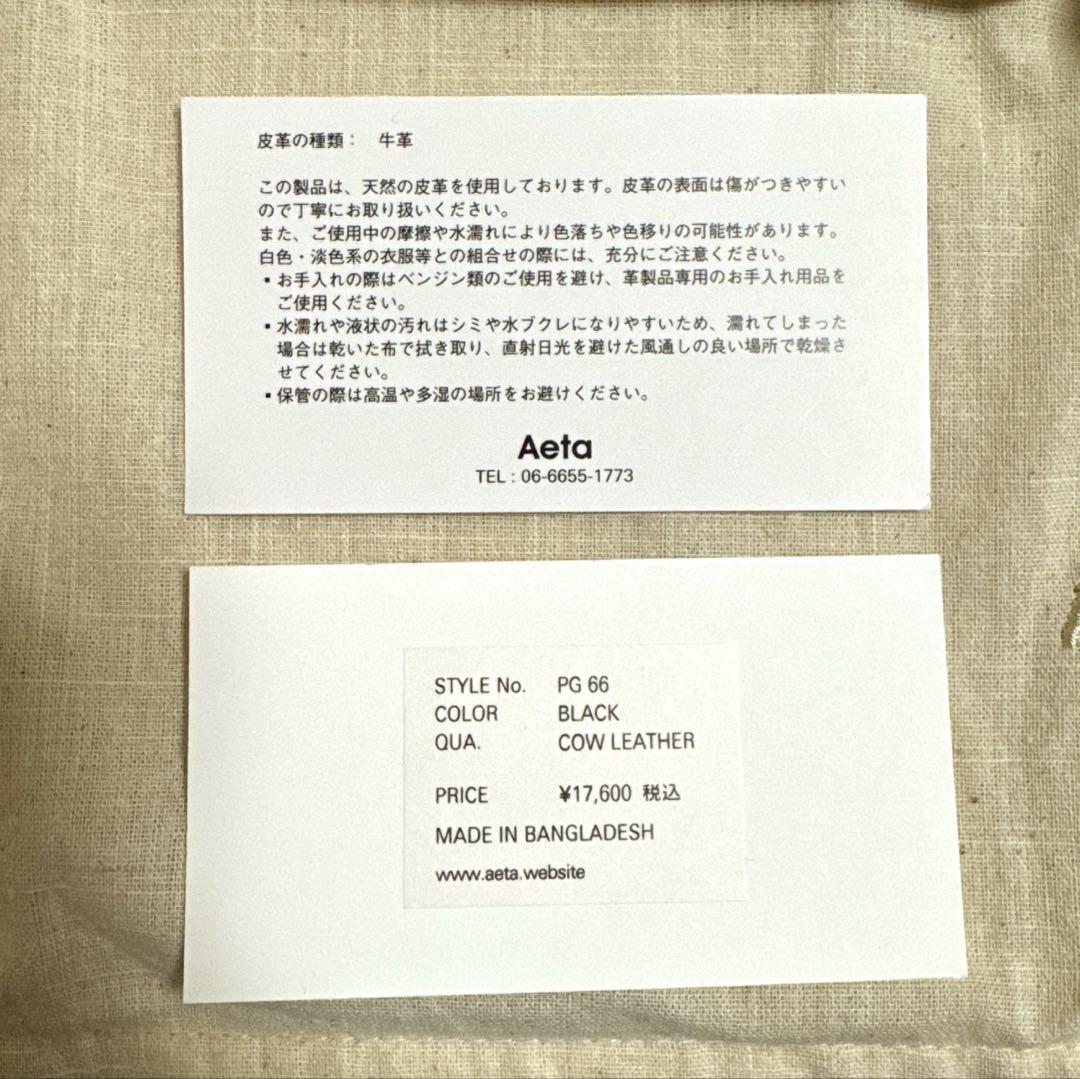 皮革の種類： 牛革
この製品は、天然の皮革を使用しております。皮革の表面は傷がつきやすい
ので丁寧にお取り扱いください。
また、ご使用中の摩擦や水濡れにより色落ちや色移りの可能性があります。
白色・淡色系の衣服等との組合せの際には、充分にご注意ください。
▪お手入れの際はベンジン類のご使用を避け、革製品専用のお手入れ用品を
ご使用ください。
▪水濡れや液状の汚れはシミや水ブクレになりやすいため、濡れてしまった
場合は乾いた布で拭き取り、直射日光を避けた風通しの良い場所で乾燥さ
せてください。
▪保管の際は高温や多湿の場所をお避けください。
Aeta
TEL : 06-6655-1773
STYLE No. PG 66
COLOR BLACK
QUA. COW LEATHER
PRICE ¥17,600 税込
MADE IN BANGLADESH
www.aeta.website